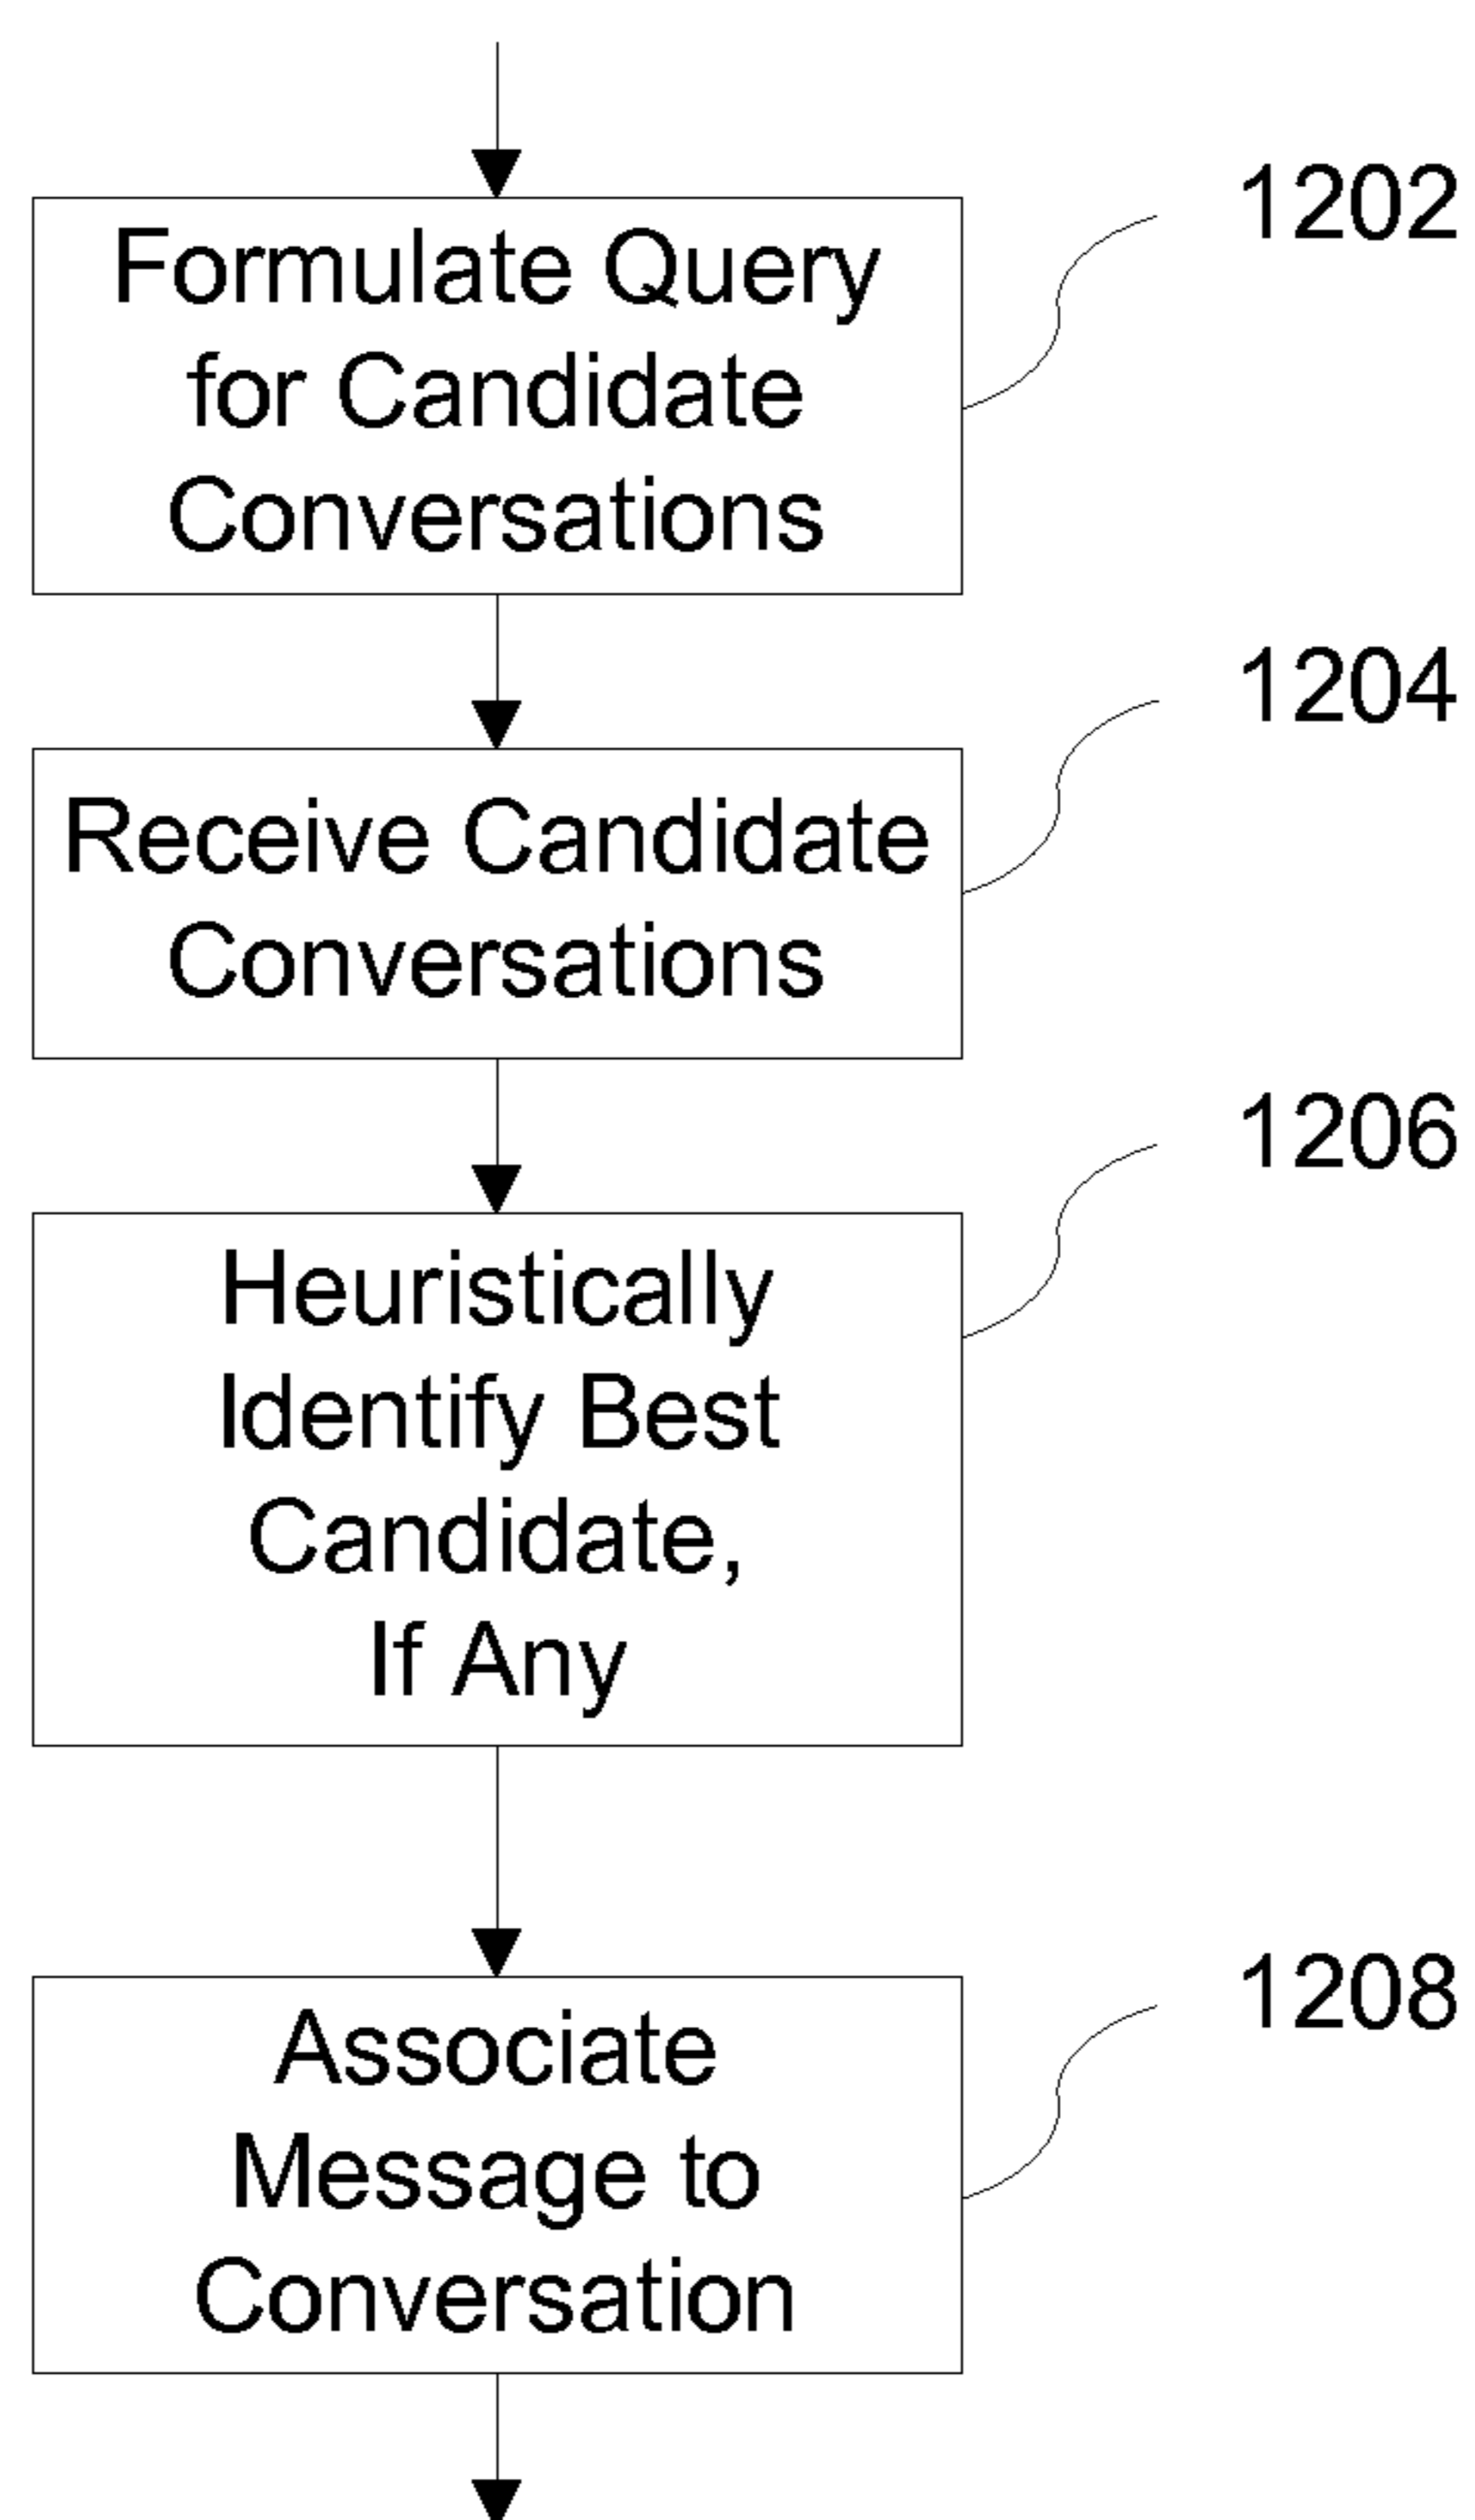 Formulate Query
for Candidate
Conversations
1202
Receive Candidate
Conversations
1204
Heuristically
Identify Best
Candidate,
If Any
1206
Associate
Message to
Conversation
1208